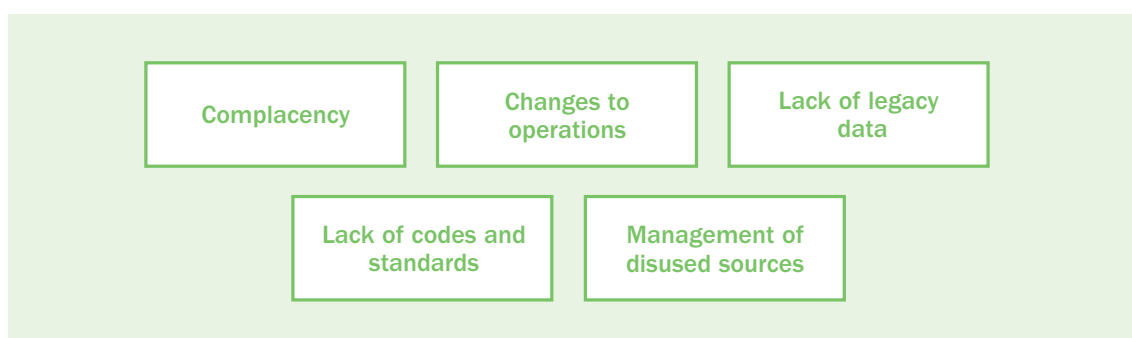 Complacency
Changes to
operations
Lack of legacy
data
Lack of codes and
standards
Management of
disused sources